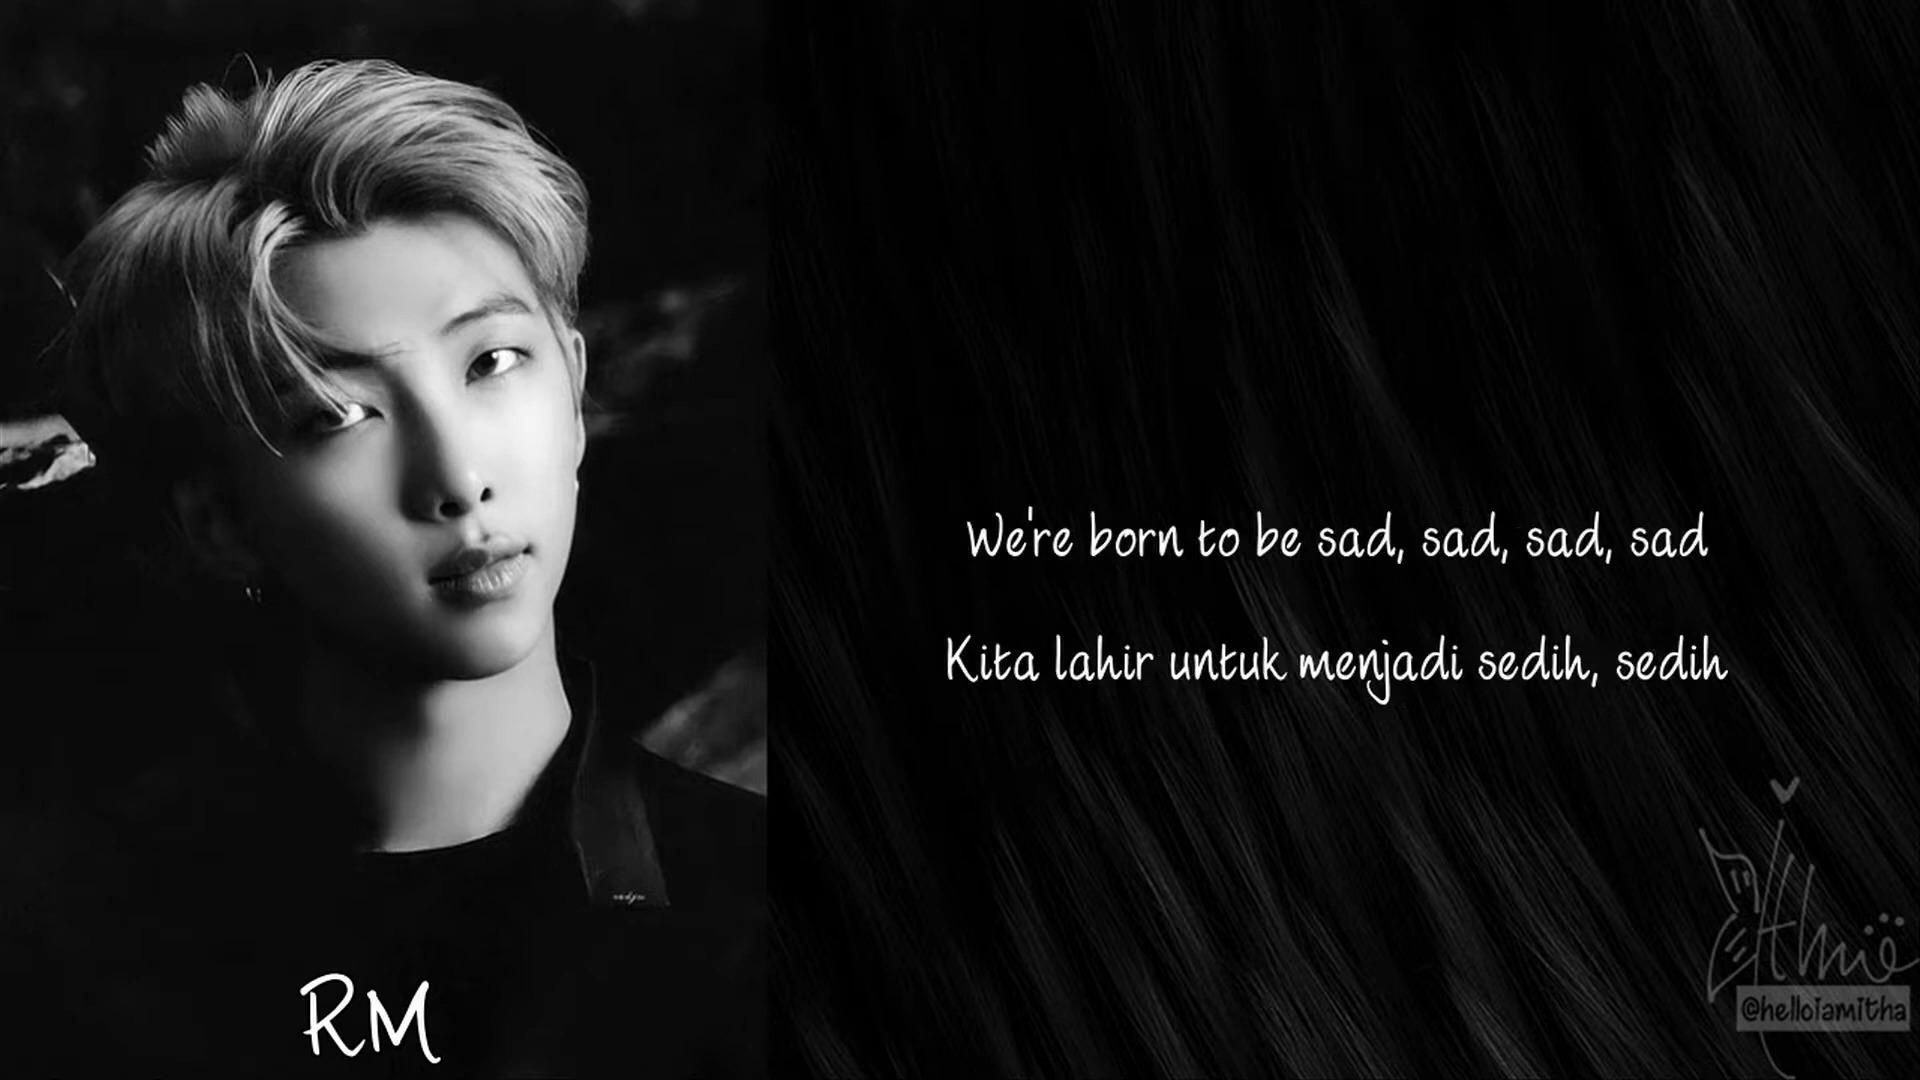 We're born to be sad, sad, sad, sad
Kita lahir untuk menjadi sedih, sedih
RM
@helloiamitha